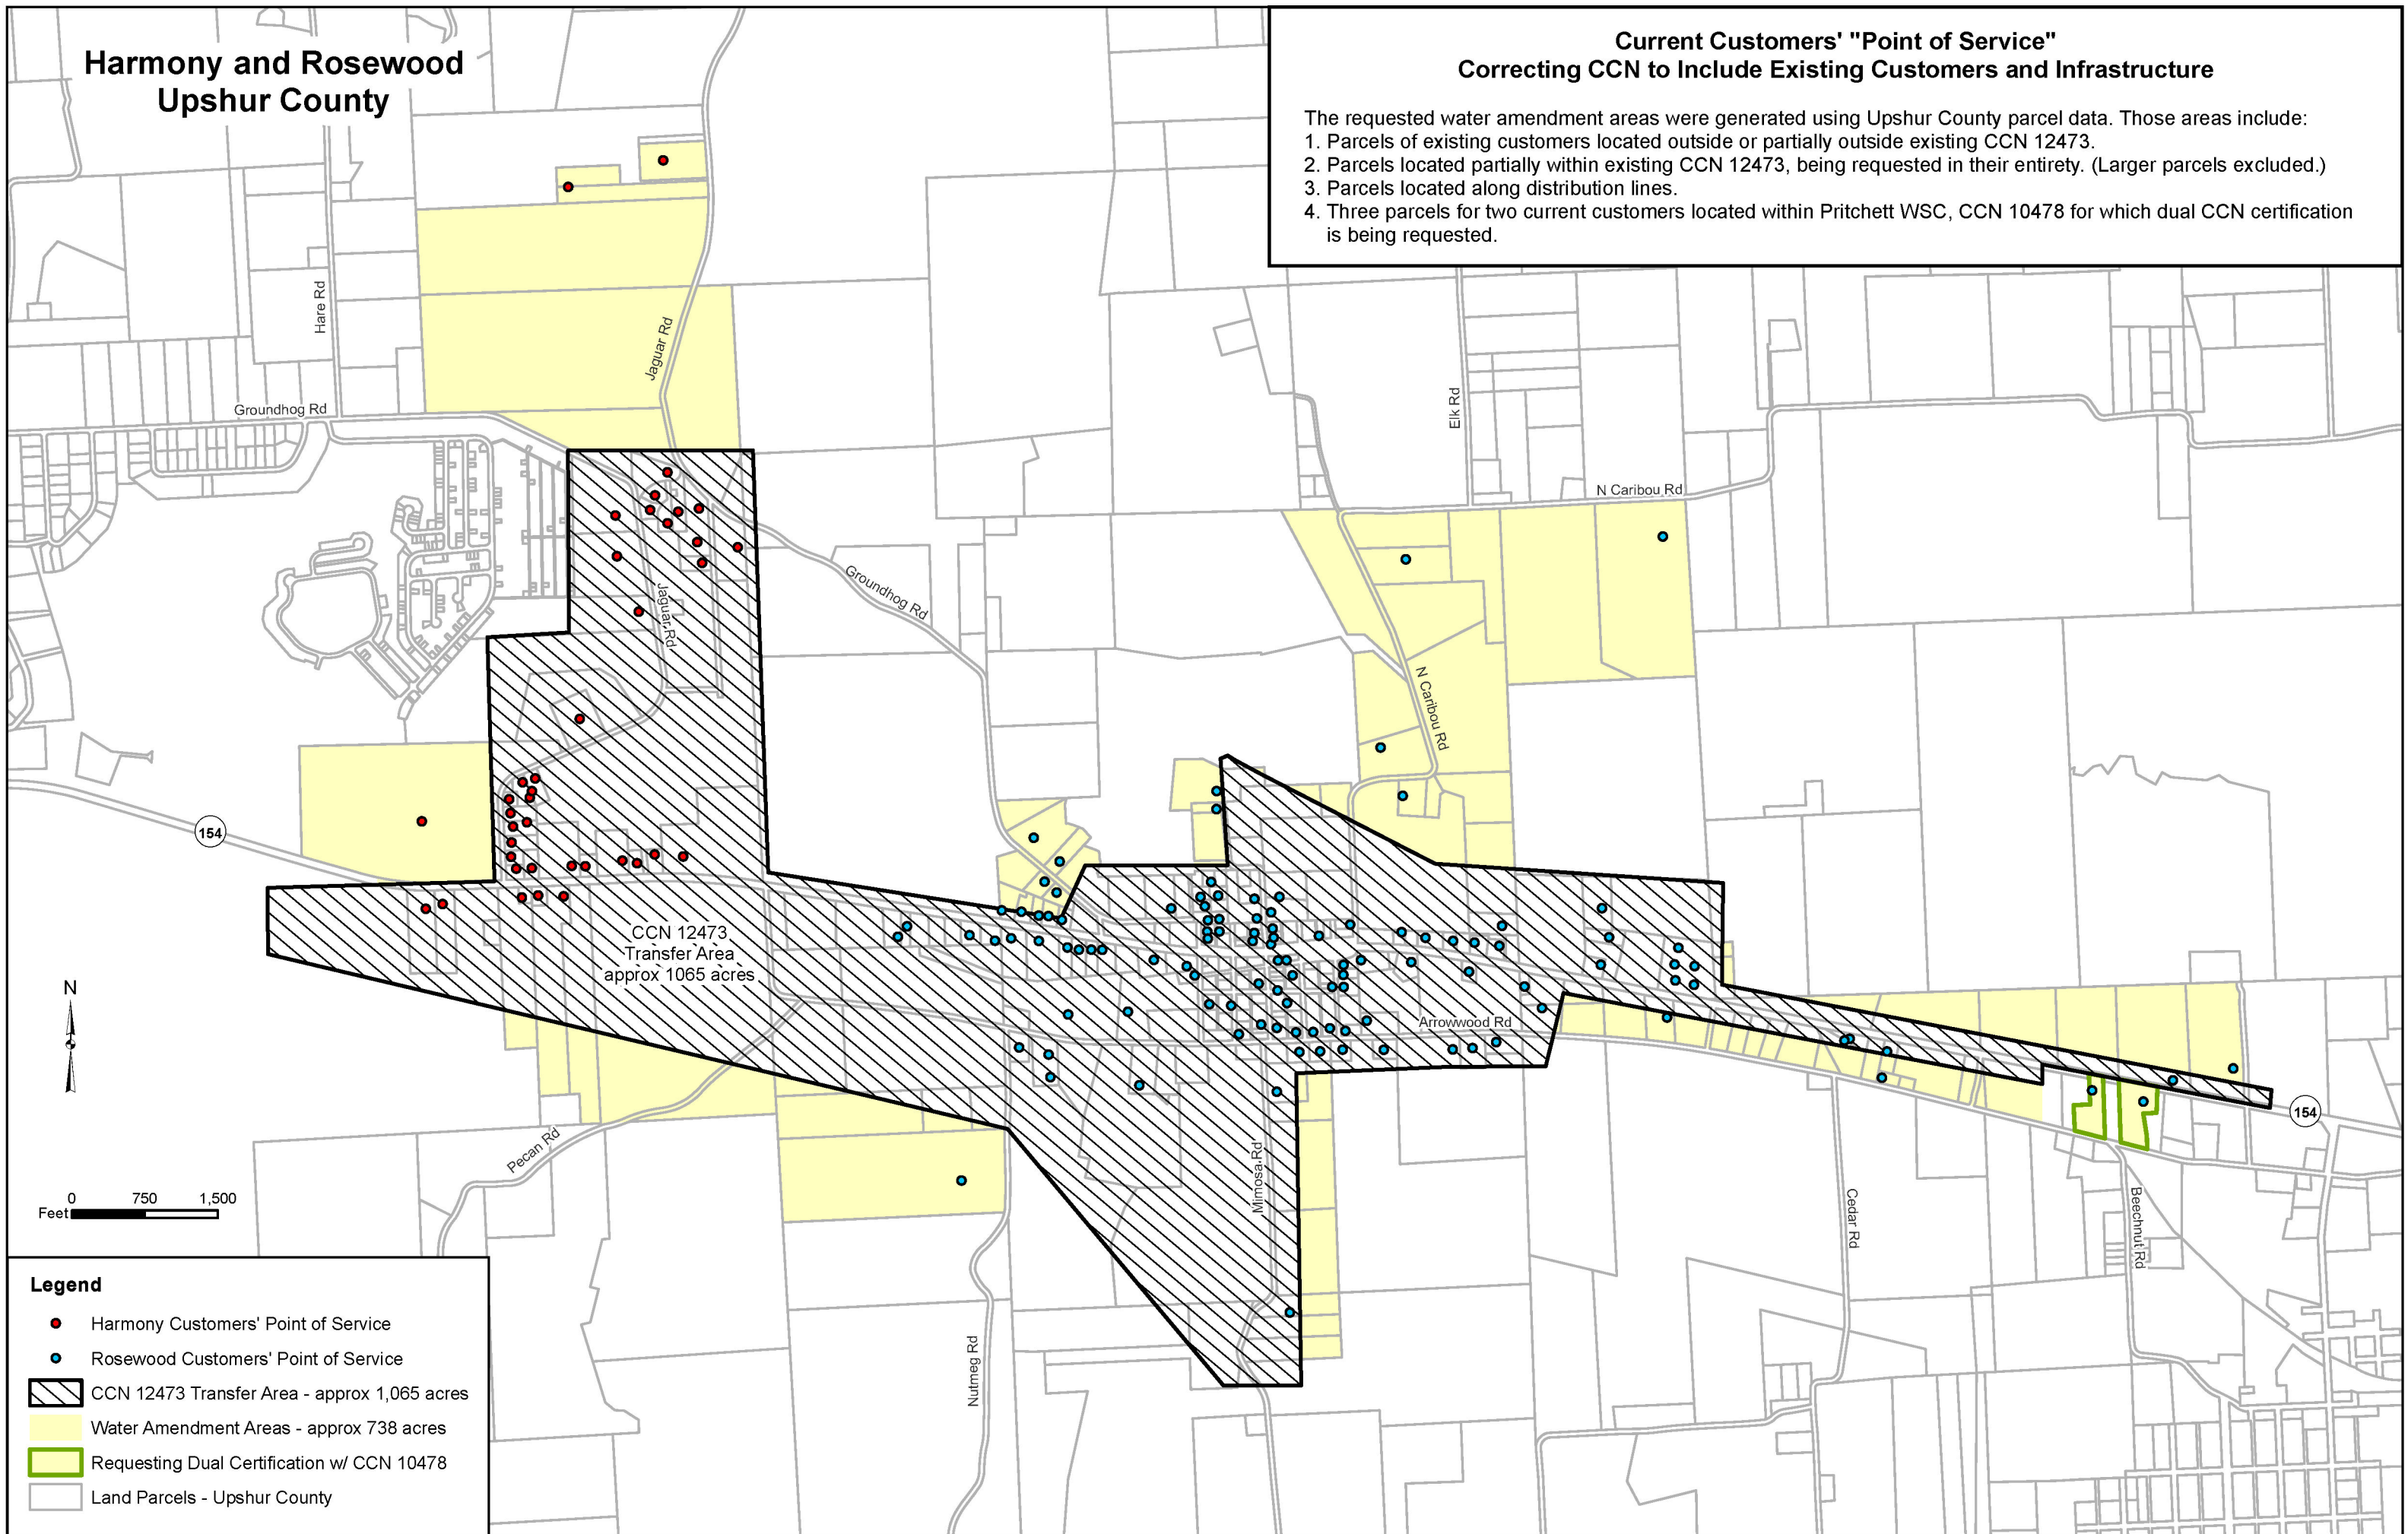 Harmony and Rosewood
Upshur County
Current Customers' "Point of Service"
Correcting CCN to Include Existing Customers and Infrastructure
The requested water amendment areas were generated using Upshur County parcel data. Those areas include:
1. Parcels of existing customers located outside or partially outside existing CCN 12473.
2. Parcels located partially within existing CCN 12473, being requested in their entirety. (Larger parcels excluded.)
3. Parcels located along distribution lines.
4. Three parcels for two current customers located within Pritchett WSC, CCN 10478 for which dual CCN certification
is being requested.
Hare Rd
Jaguar Rd
Groundhog Rd
Elk Rd
N Caribou Rd
Groundhog Rd
Jaguar Rd
N Caribou Rd
154
CCN 12473
Transfer Area
approx 1065 acres
Arrowwood Rd
154
Pecan Rd
Mimosa Rd
Cedar Rd
Beechnut Rd
Nutmeg Rd
N
0 750 1,500
Feet
Legend
Harmony Customers' Point of Service
Rosewood Customers' Point of Service
CCN 12473 Transfer Area - approx 1,065 acres
Water Amendment Areas - approx 738 acres
Requesting Dual Certification w/ CCN 10478
Land Parcels - Upshur County